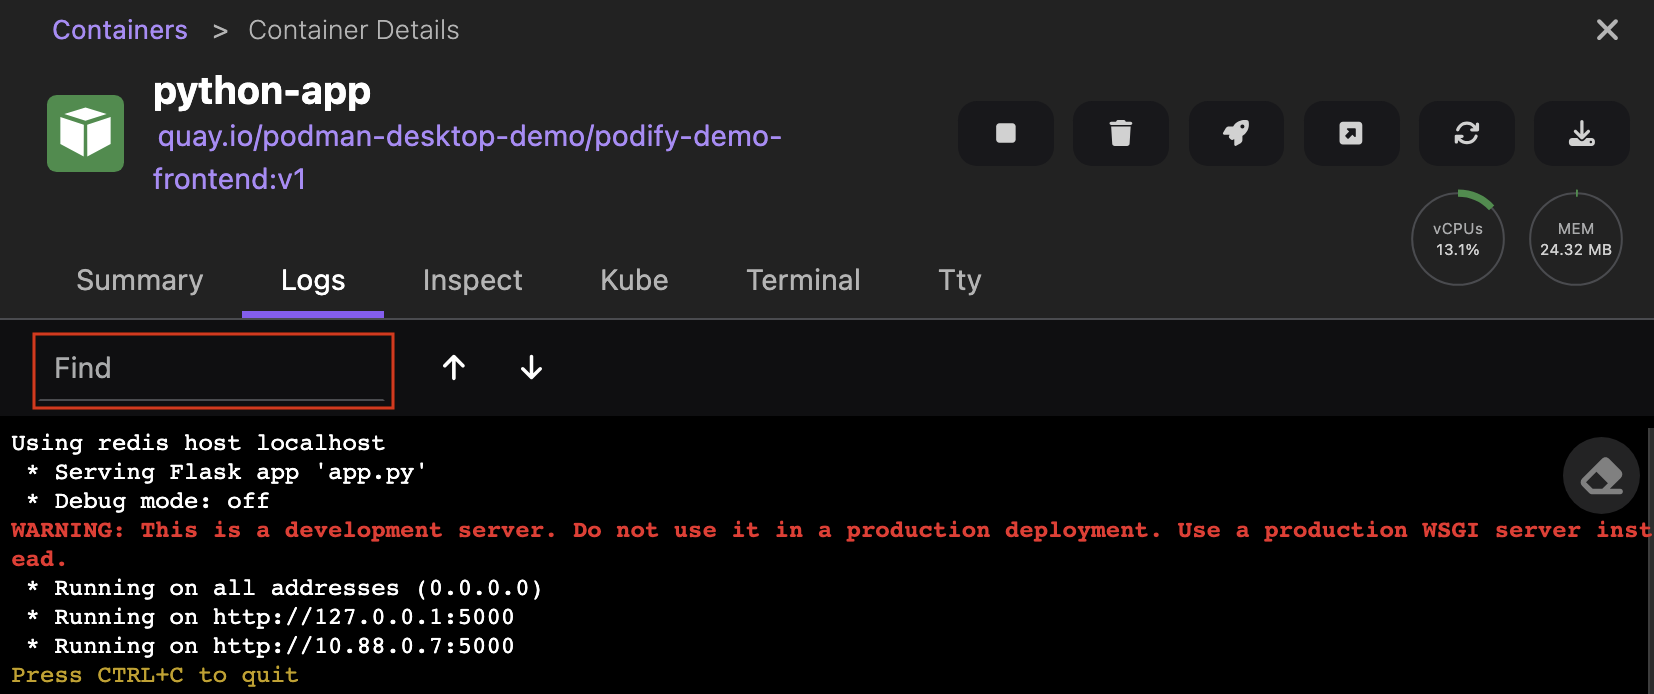 Containers > Container Details
python-app
quay.io/podman-desktop-demo/podify-demo-
frontend:v1
vCPUs
13.1%
MEM
24.32 MB
Summary Logs Inspect Kube Terminal Tty
Find
Using redis host localhost
* Serving Flask app 'app.py'
* Debug mode: off
WARNING: This is a development server. Do not use it in a production deployment. Use a production WSGI server inst
ead.
* Running on all addresses (0.0.0.0)
* Running on http://127.0.0.1:5000
* Running on http://10.88.0.7:5000
Press CTRL+C to quit